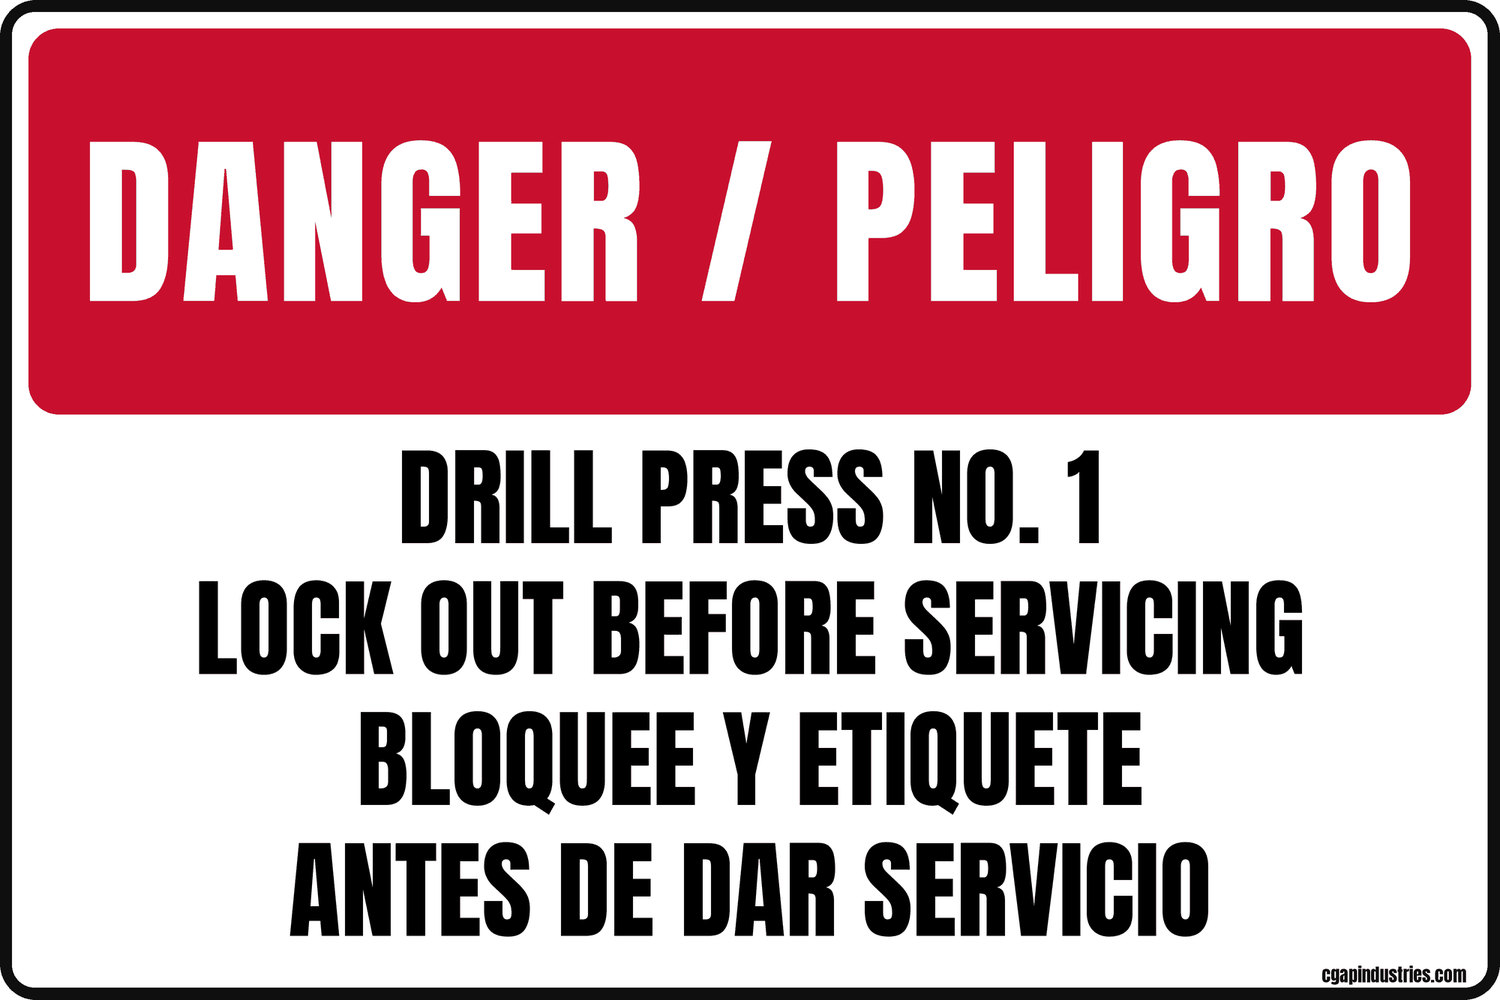 DANGER / PELIGRO
DRILL PRESS NO. 1
LOCK OUT BEFORE SERVICING
BLOQUEE Y ETIQUETE
ANTES DE DAR SERVICIO
cgapindustries.com